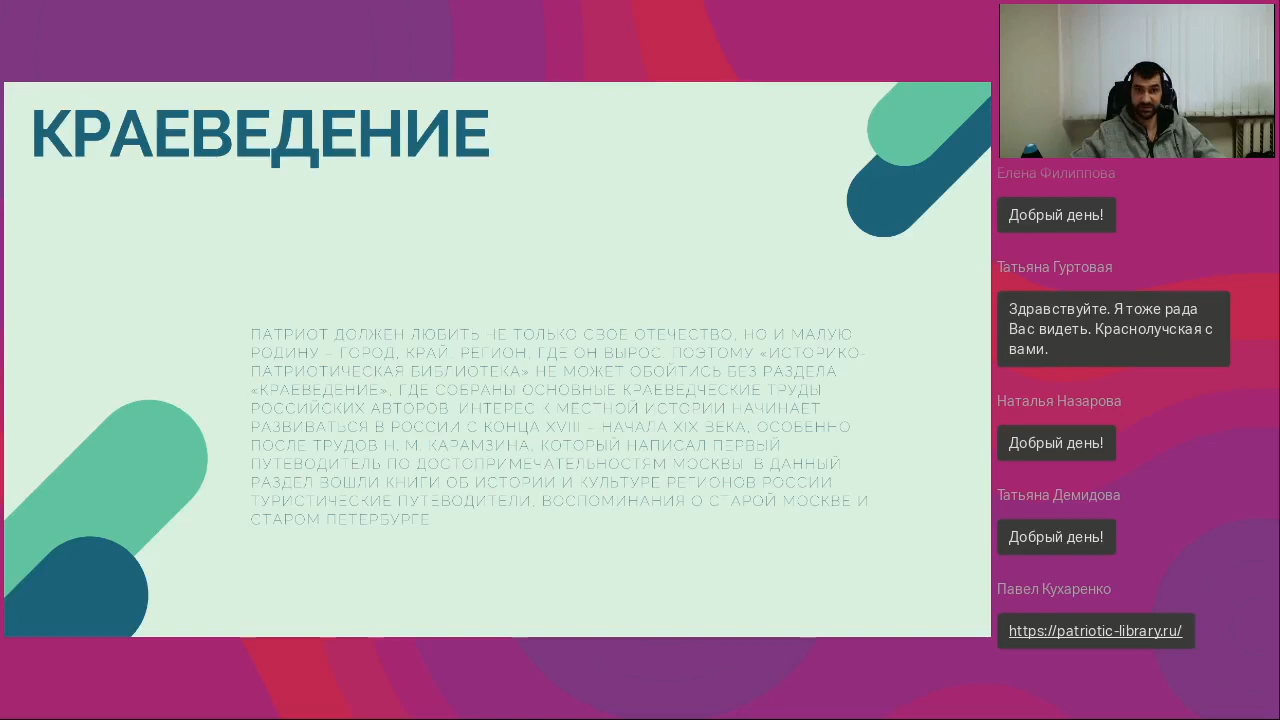 КРАЕВЕДЕНИЕ
ПАТРИОТ ДОЛЖЕН ЛЮБИТЬ НЕ ТОЛЬКО СВОЕ ОТЕЧЕСТВО, НО И МАЛУЮ
РОДИНУ – ГОРОД, КРАЙ, РЕГИОН, ГДЕ ОН ВЫРОС. ПОЭТОМУ «ИСТОРИКО-
ПАТРИОТИЧЕСКАЯ БИБЛИОТЕКА» НЕ МОЖЕТ ОБОЙТИСЬ БЕЗ РАЗДЕЛА
«КРАЕВЕДЕНИЕ», ГДЕ СОБРАНЫ ОСНОВНЫЕ КРАЕВЕДЧЕСКИЕ ТРУДЫ
РОССИЙСКИХ АВТОРОВ. ИНТЕРЕС К МЕСТНОЙ ИСТОРИИ НАЧИНАЕТ
РАЗВИВАТЬСЯ В РОССИИ С КОНЦА XVIII – НАЧАЛА XIX ВЕКА, ОСОБЕННО
ПОСЛЕ ТРУДОВ Н. М. КАРАМЗИНА, КОТОРЫЙ НАПИСАЛ ПЕРВЫЙ
ПУТЕВОДИТЕЛЬ ПО ДОСТОПРИМЕЧАТЕЛЬНОСТЯМ МОСКВЫ. В ДАННЫЙ
РАЗДЕЛ ВОШЛИ КНИГИ ОБ ИСТОРИИ И КУЛЬТУРЕ РЕГИОНОВ РОССИИ,
ТУРИСТИЧЕСКИЕ ПУТЕВОДИТЕЛИ, ВОСПОМИНАНИЯ О СТАРОЙ МОСКВЕ И
СТАРОМ ПЕТЕРБУРГЕ.
Елена Филиппова
Добрый день!
Татьяна Гуртовая
Здравствуйте. Я тоже рада
Вас видеть. Краснолучская с
вами.
Наталья Назарова
Добрый день!
Татьяна Демидова
Добрый день!
Павел Кухаренко
https://patriotic-library.ru/